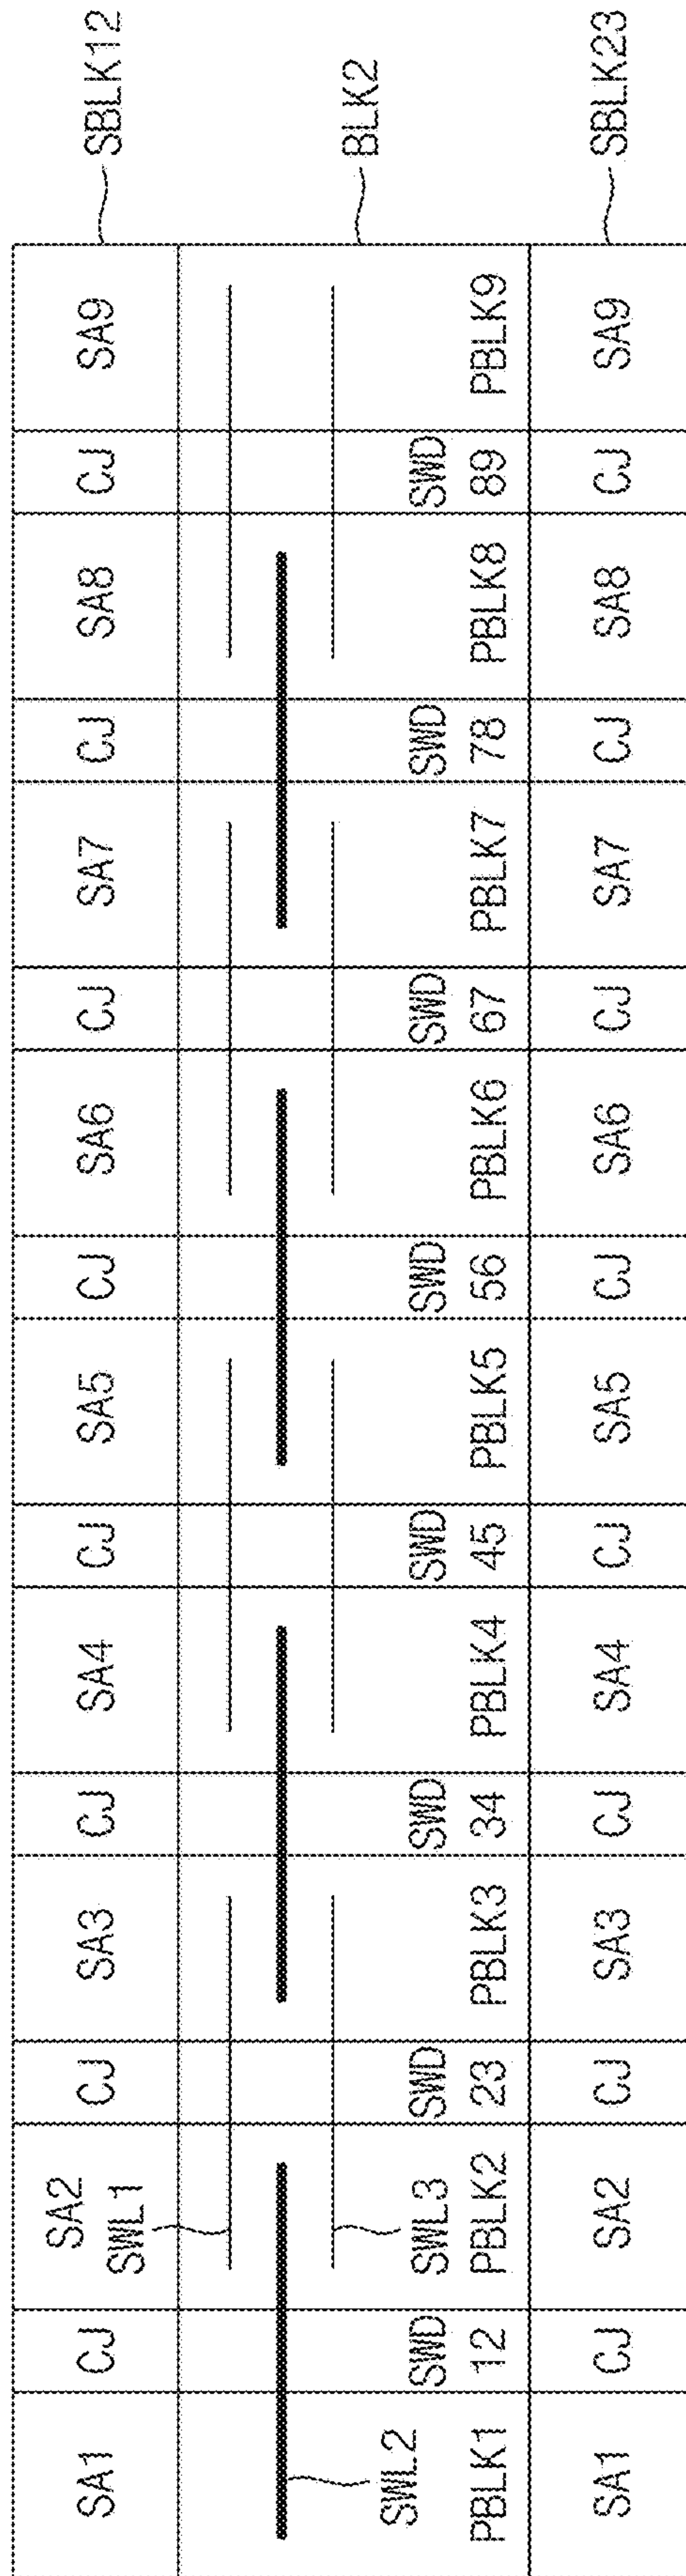 SA1 CJ SA2 CJ SA3 CJ SA4 CJ SA5 CJ SA6 CJ SA7 CJ SA8 CJ SA9 SBLK12
SWL1
BLK2
SWL2 SWL3
SWD SWD SWD SWD SWD SWD SWD SWD
PBLK1 12 PBLK2 23 PBLK3 34 PBLK4 45 PBLK5 56 PBLK6 67 PBLK7 78 PBLK8 89 PBLK9
SA1 CJ SA2 CJ SA3 CJ SA4 CJ SA5 CJ SA6 CJ SA7 CJ SA8 CJ SA9 SBLK23